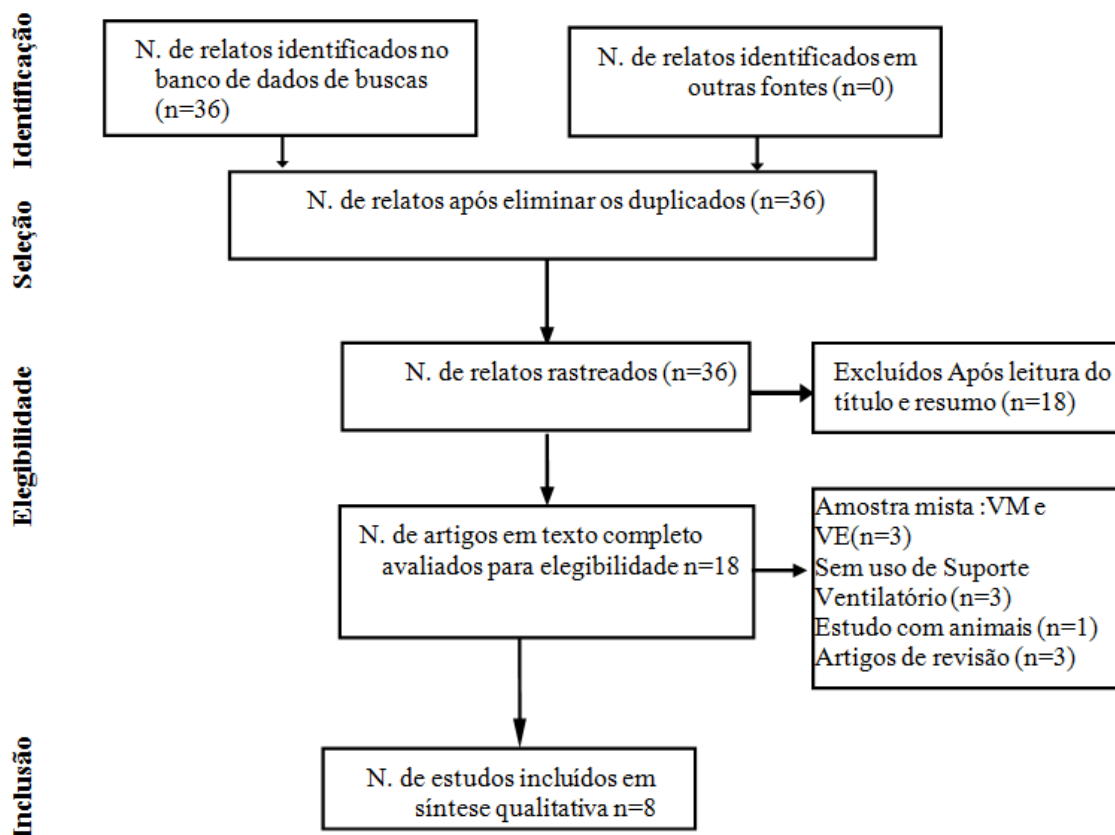 Identificação
N. de relatos identificados no
banco de dados de buscas
(n=36)
N. de relatos identificados em
outras fontes (n=0)
Seleção
N. de relatos após eliminar os duplicados (n=36)
Elegibilidade
N. de relatos rastreados (n=36)
Excluídos Após leitura do
título e resumo (n=18)
N. de artigos em texto completo
avaliados para elegibilidade n=18
Amostra mista :VM e
VE(n=3)
Sem uso de Suporte
Ventilatório (n=3)
Estudo com animais (n=1)
Artigos de revisão (n=3)
Inclusão
N. de estudos incluídos em
síntese qualitativa n=8